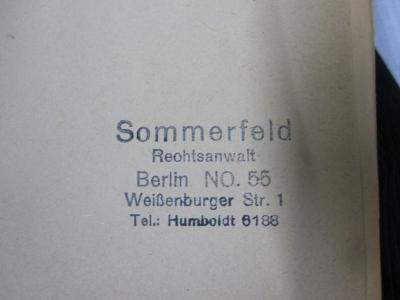 Sommerfeld
Rechtsanwalt
Berlin NO. 55
Weißenburger Str. 1
Tel.: Humboldt 6188